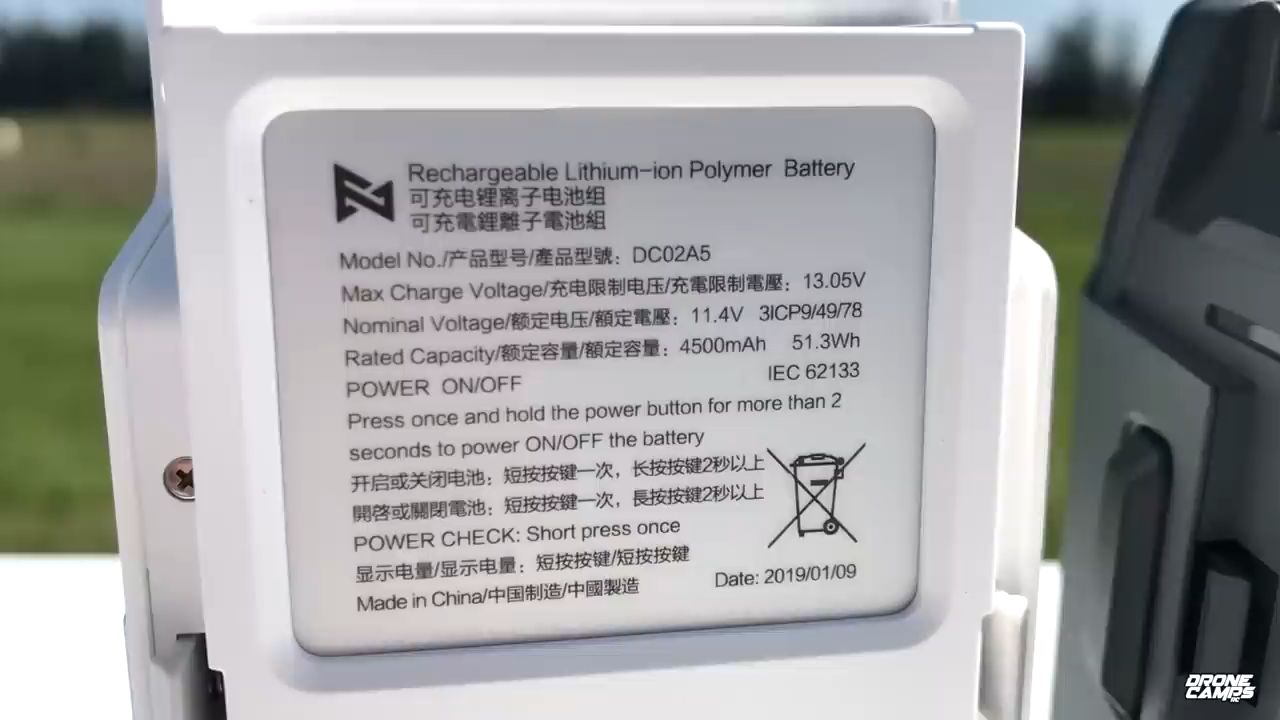 Rechargeable Lithium-ion Polymer Battery
可充电锂离子电池组
可充電鋰離子電池組
Model No./产品型号/產品型號: DC02A5
Max Charge Voltage/充电限制电压/充電限制電壓: 13.05V
Nominal Voltage/额定电压/額定電壓: 11.4V 3ICP9/49/78
Rated Capacity/额定容量/額定容量: 4500mAh 51.3Wh
POWER ON/OFF IEC 62133
Press once and hold the power button for more than 2
seconds to power ON/OFF the battery
开启或关闭电池: 短按按键一次, 长按按键2秒以上
開啓或關閉電池: 短按按鍵一次, 長按按鍵2秒以上
POWER CHECK: Short press once
显示电量/显示电量: 短按按键/短按按鍵
Made in China/中国制造/中國製造 Date: 2019/01/09
DRONE
CAMPS